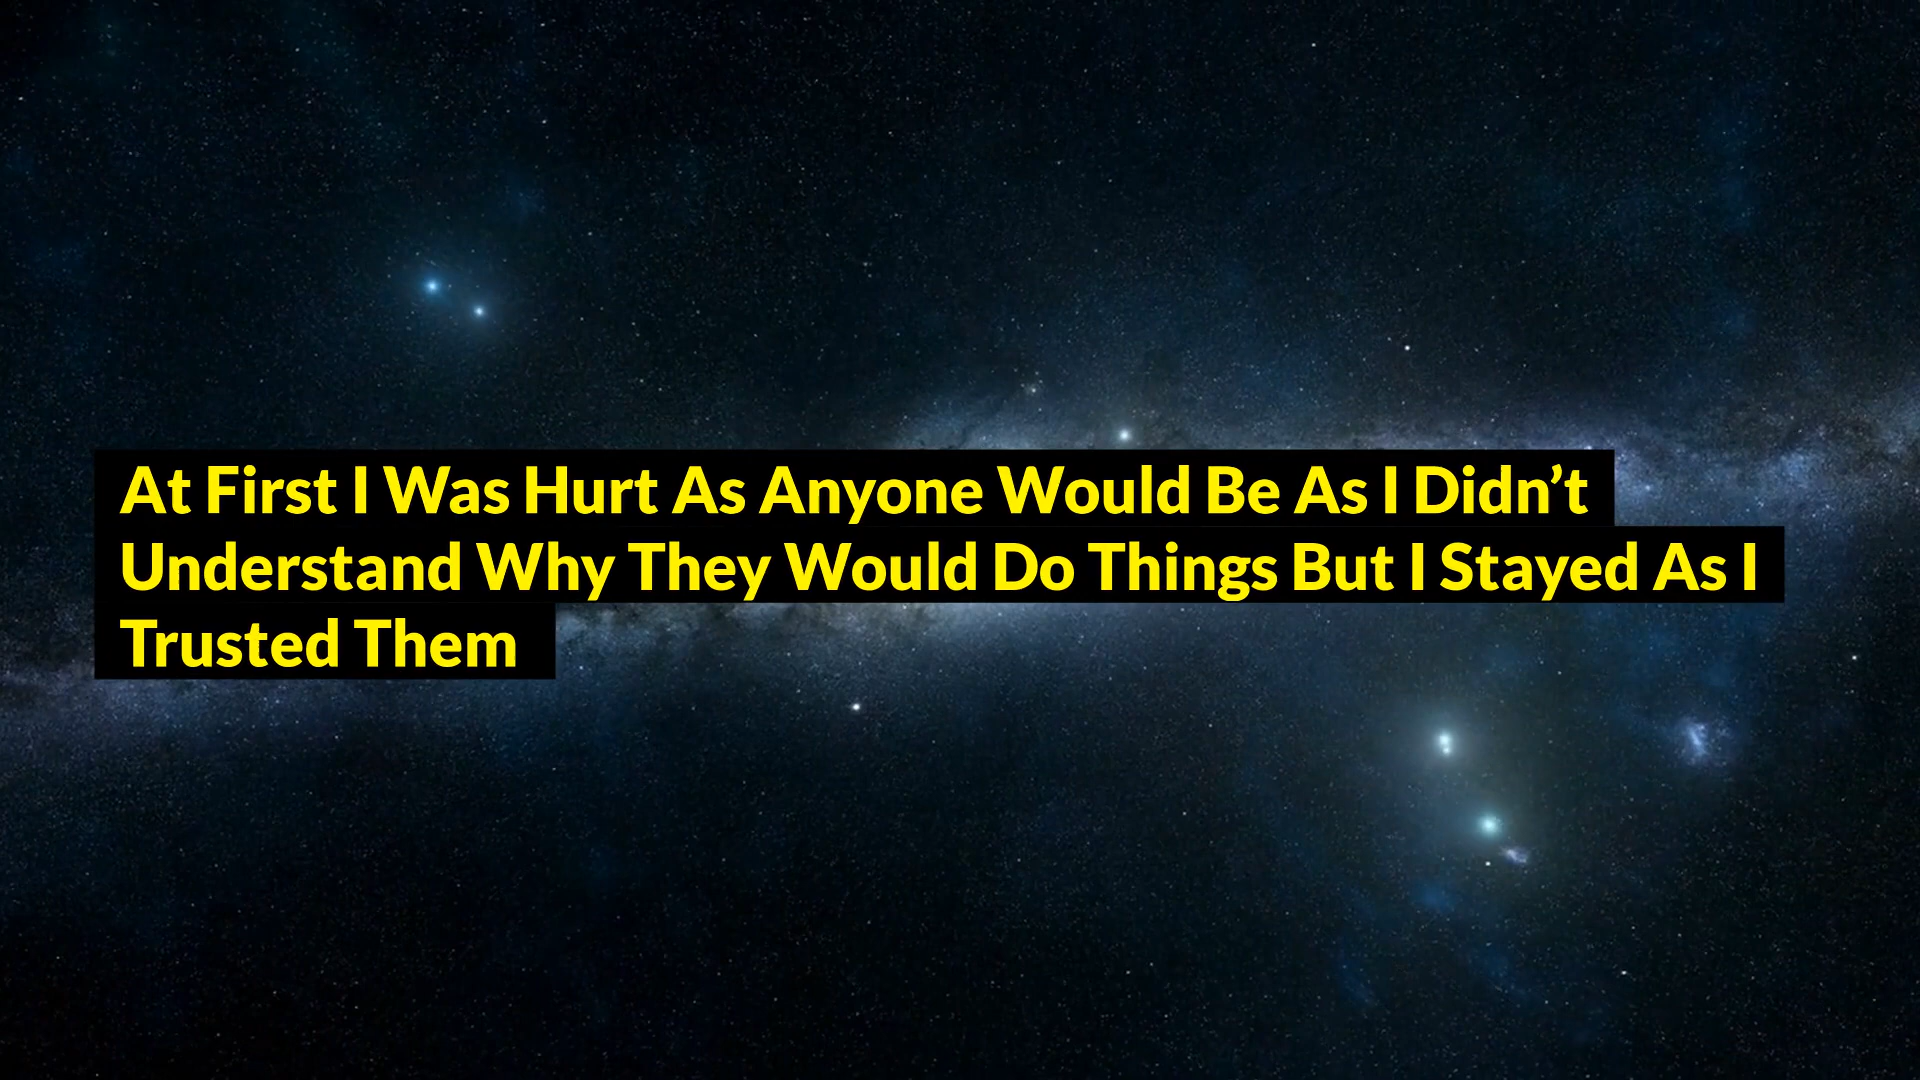 At First I Was Hurt As Anyone Would Be As I Didn’t
Understand Why They Would Do Things But I Stayed As I
Trusted Them